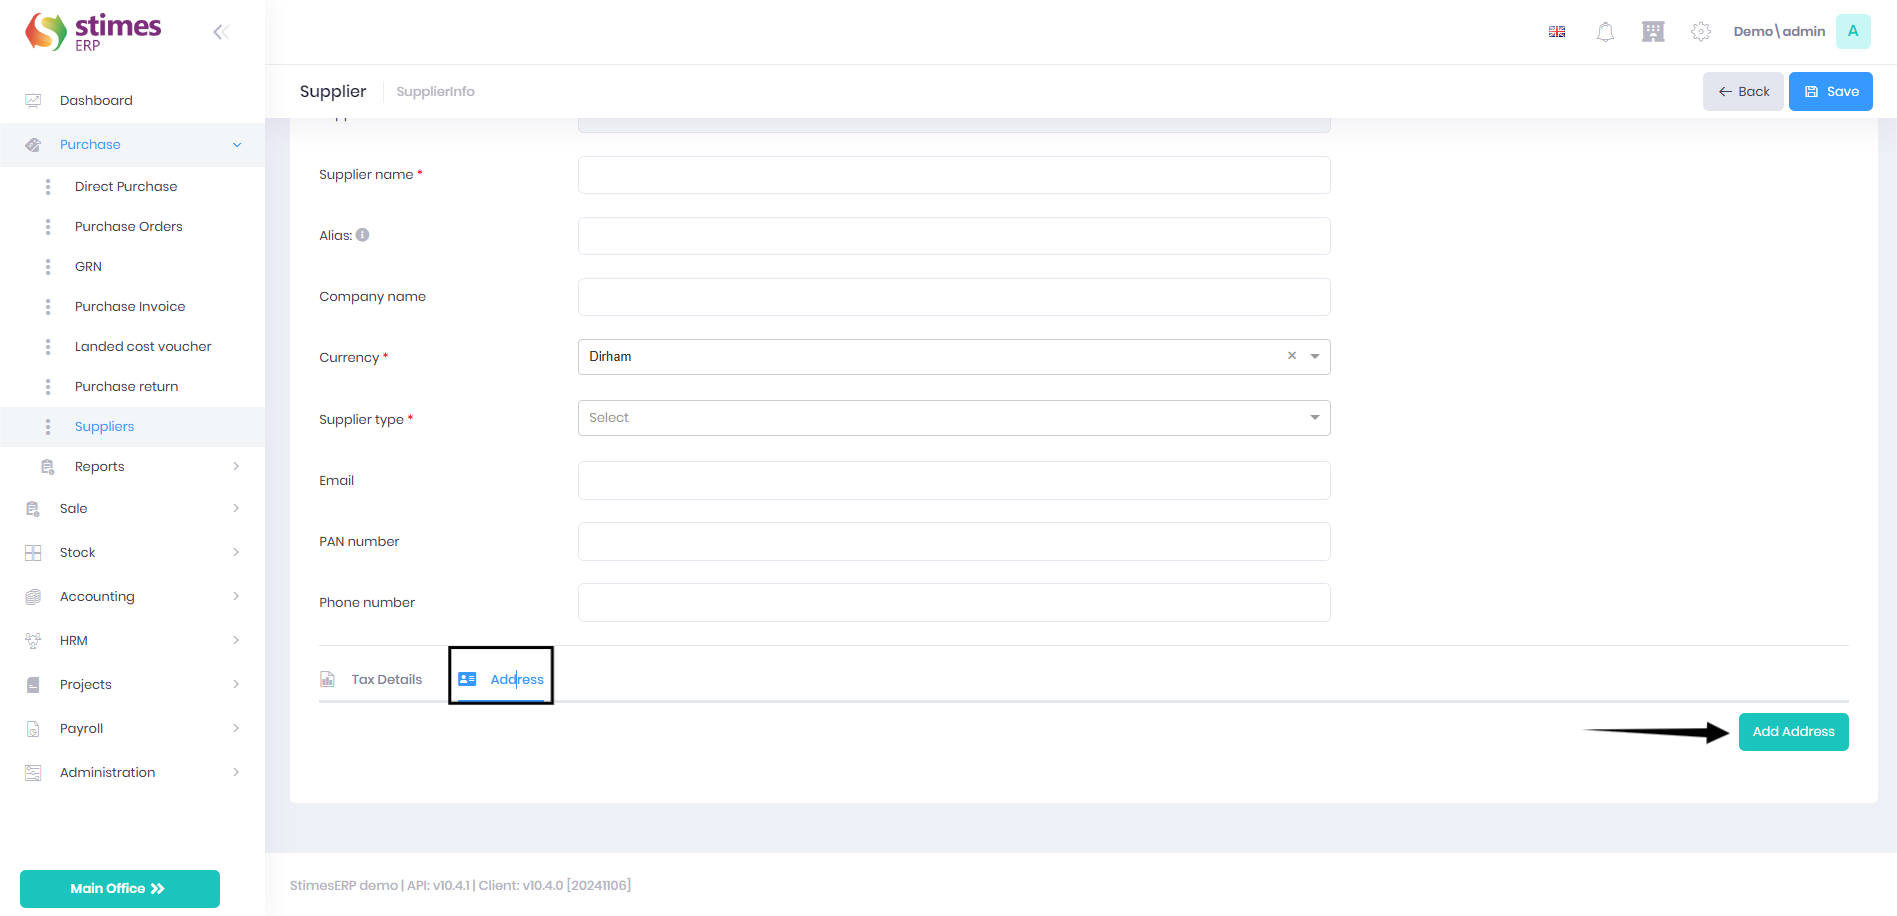 stimes
ERP
Demo\admin
A
Supplier
SupplierInfo
Back
Save
Dashboard
Purchase
Direct Purchase
Purchase Orders
GRN
Purchase Invoice
Landed cost voucher
Purchase return
Suppliers
Reports
Sale
Stock
Accounting
HRM
Projects
Payroll
Administration
Main Office
Supplier name *
Alias:
Company name
Currency *
Dirham
Supplier type *
Select
Email
PAN number
Phone number
Tax Details
Address
Add Address
StimesERP demo | API: v10.4.1 | Client: v10.4.0 [20241106]